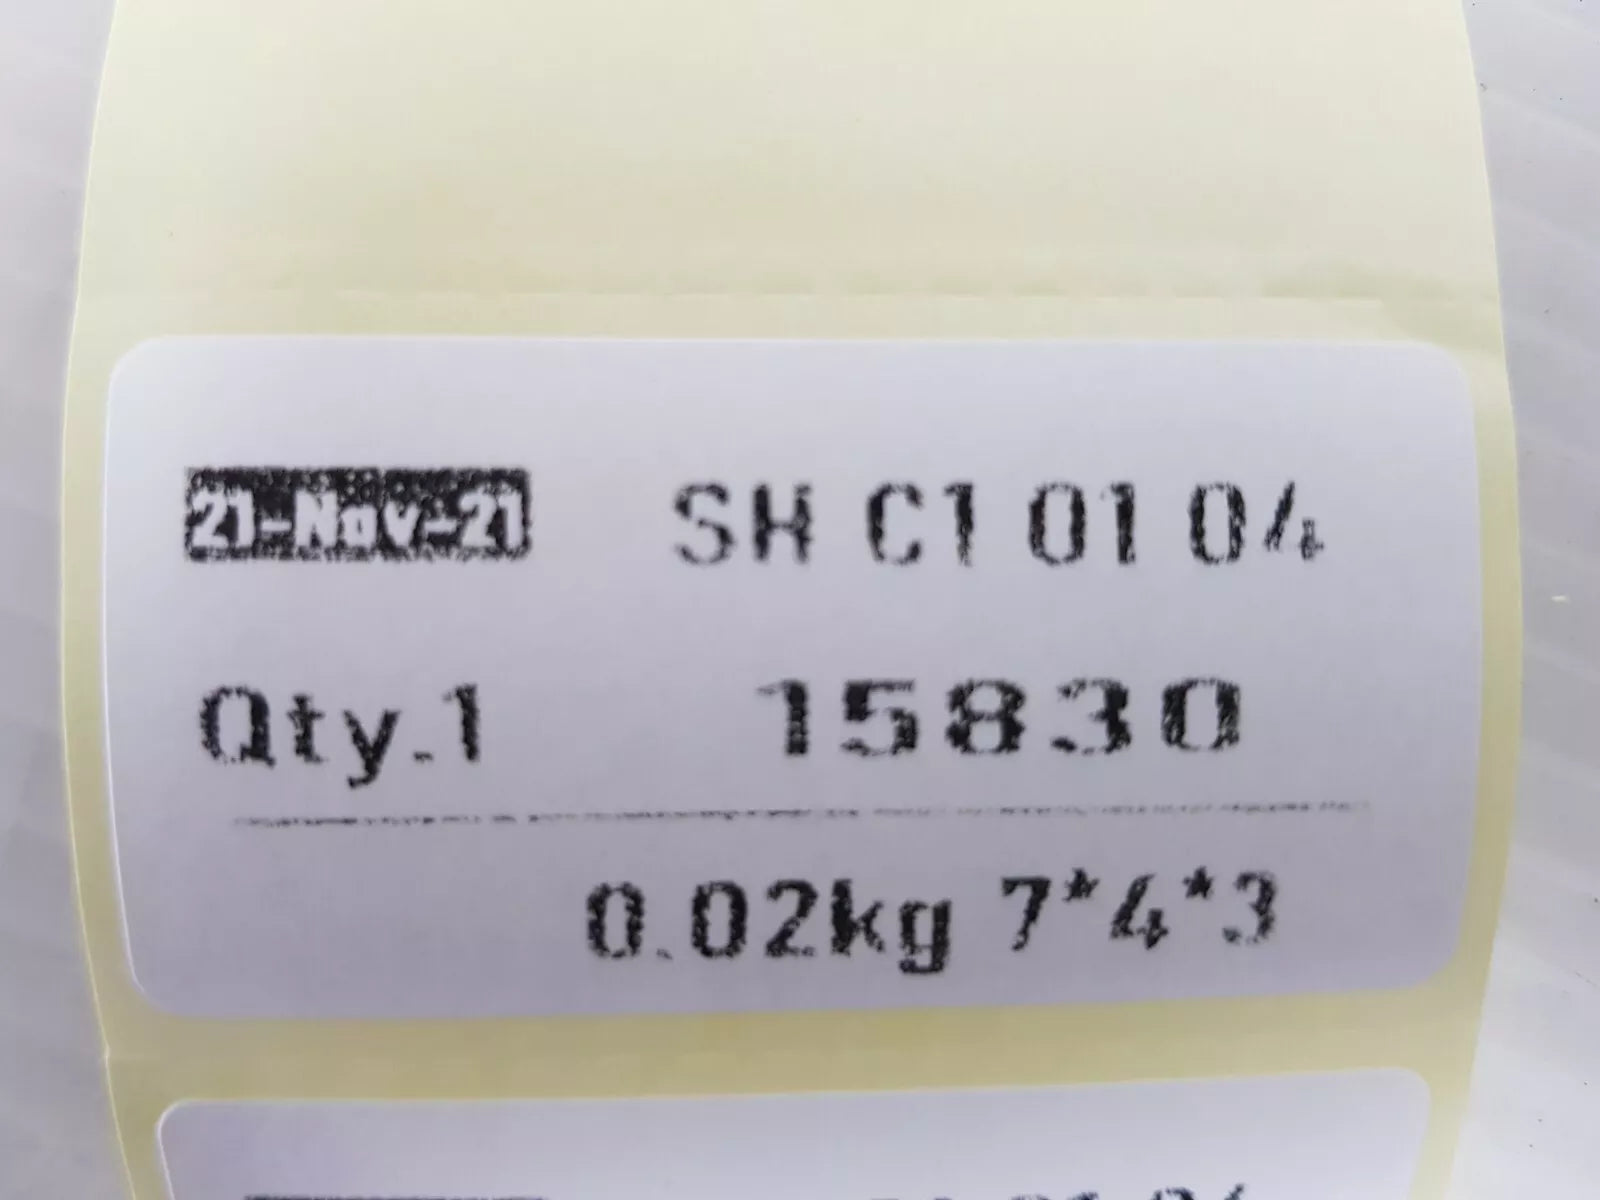 21-Nov-21 SH C1 01 04
Qty.1 15830
0.02kg 7*4*3